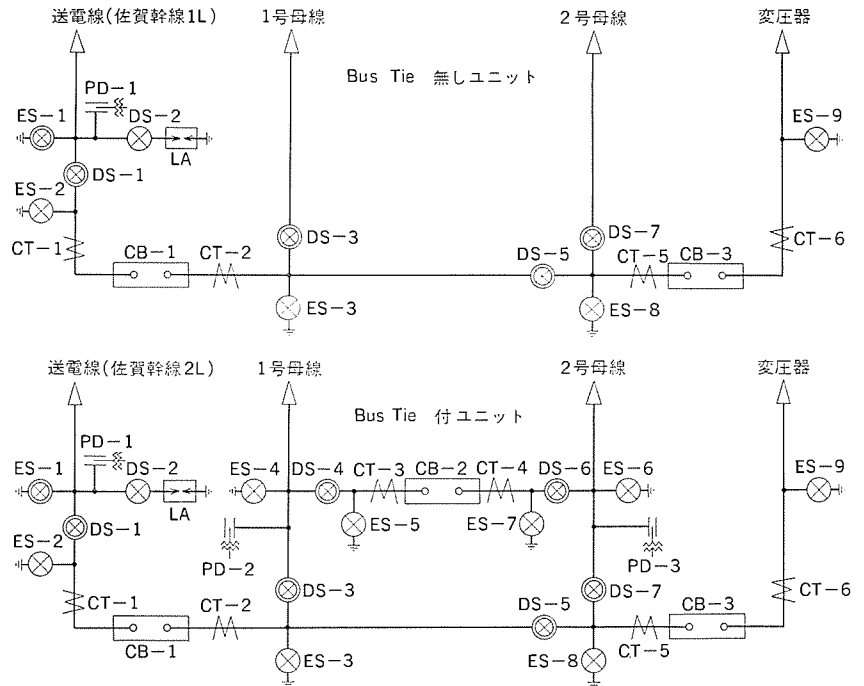 送電線(佐賀幹線1L) 1号母線 2号母線 変圧器
Bus Tie 無しユニット
PD-1
ES-1 DS-2 ES-9
LA
DS-1
ES-2
DS-3 DS-7 CT-6
CT-1 CB-1 CT-2 DS-5 CT-5 CB-3
ES-3 ES-8
送電線(佐賀幹線2L) 1号母線 2号母線 変圧器
Bus Tie 付ユニット
PD-1
ES-1 DS-2 ES-4 DS-4 CT-3 CB-2 CT-4 DS-6 ES-6 ES-9
LA
DS-1 ES-5 ES-7
ES-2
PD-2 PD-3
DS-3 DS-7 CT-6
CT-1 CT-2 DS-5 CB-3
CB-1 ES-3 ES-8 CT-5